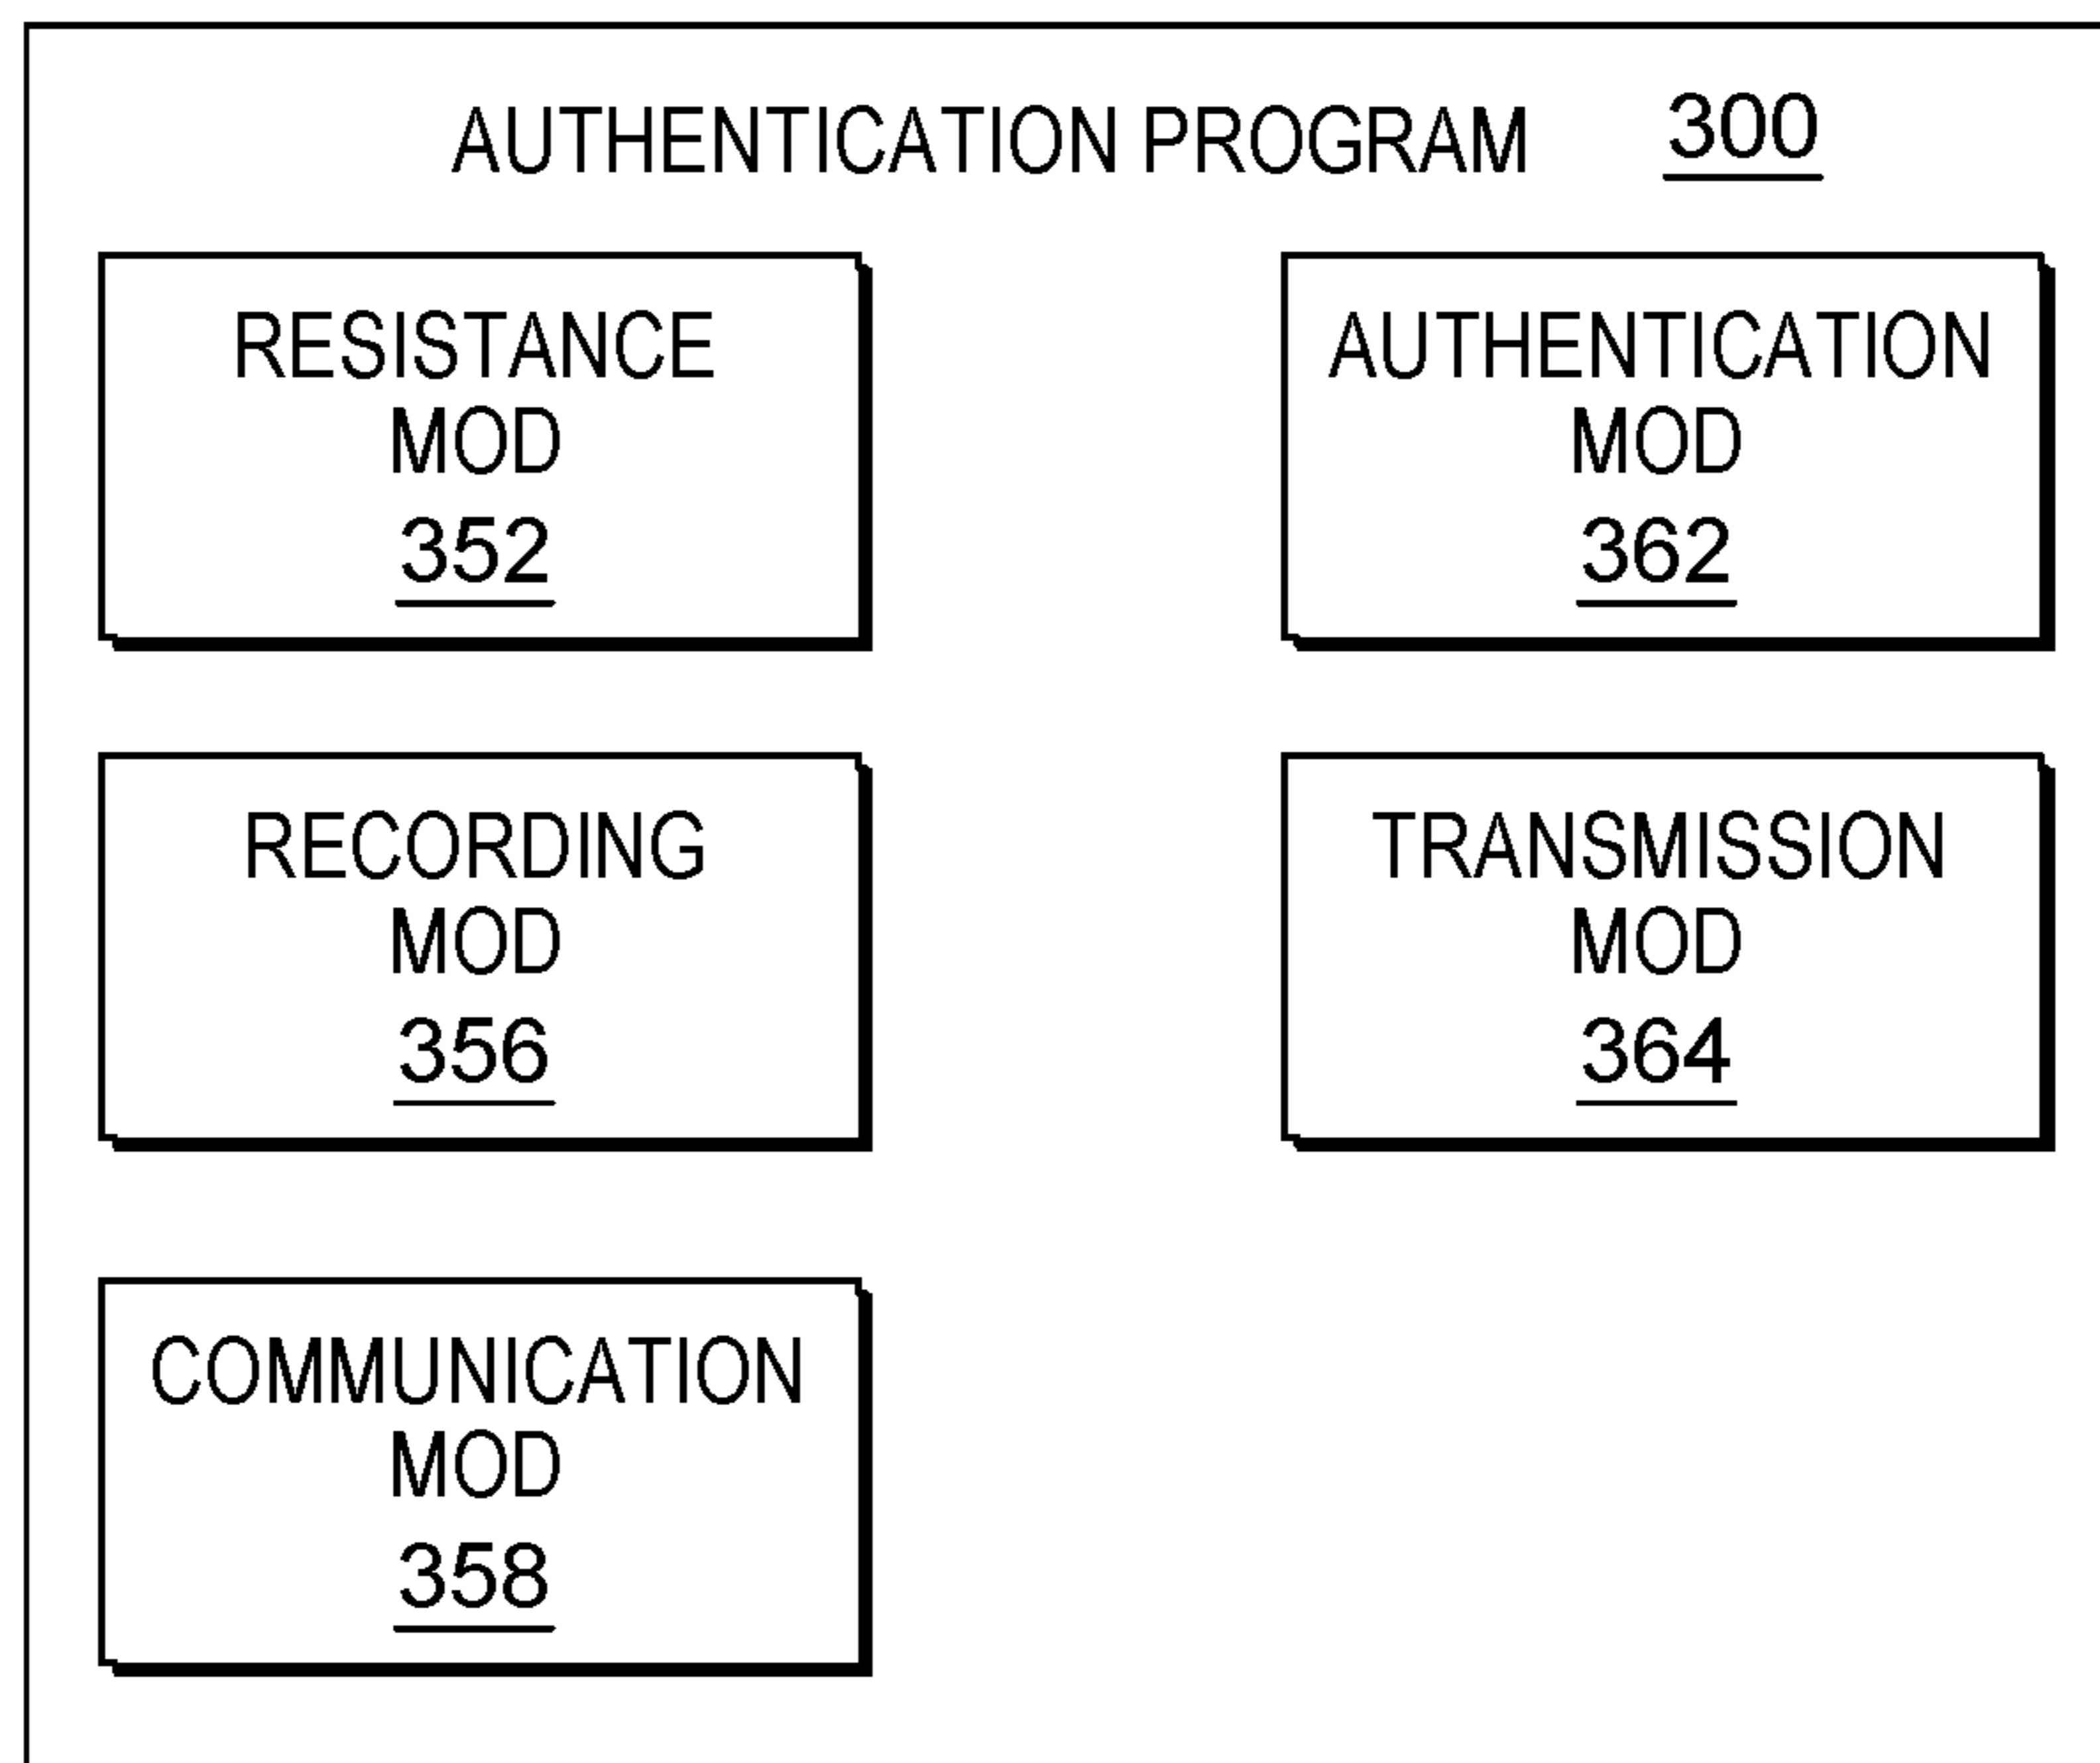 AUTHENTICATION PROGRAM 300
RESISTANCE
MOD
352
AUTHENTICATION
MOD
362
RECORDING
MOD
356
TRANSMISSION
MOD
364
COMMUNICATION
MOD
358